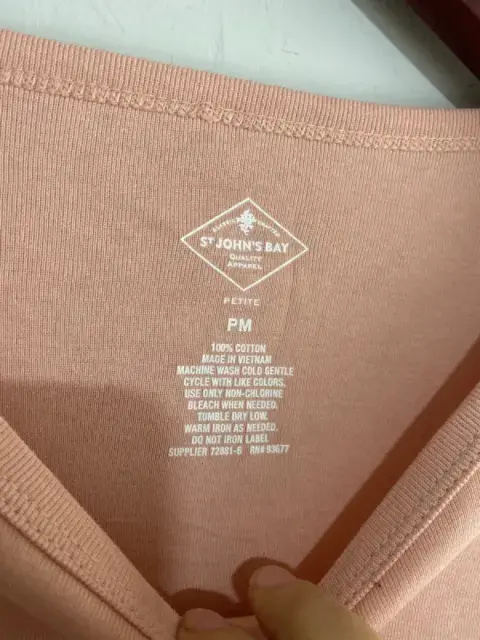 CLASSIC CRAFTED
ST JOHN'S BAY
QUALITY
APPAREL
PETITE
PM
100% COTTON
MADE IN VIETNAM
MACHINE WASH COLD GENTLE
CYCLE WITH LIKE COLORS.
USE ONLY NON-CHLORINE
BLEACH WHEN NEEDED.
TUMBLE DRY LOW.
WARM IRON AS NEEDED.
DO NOT IRON LABEL
SUPPLIER 72881-6 RN# 93677